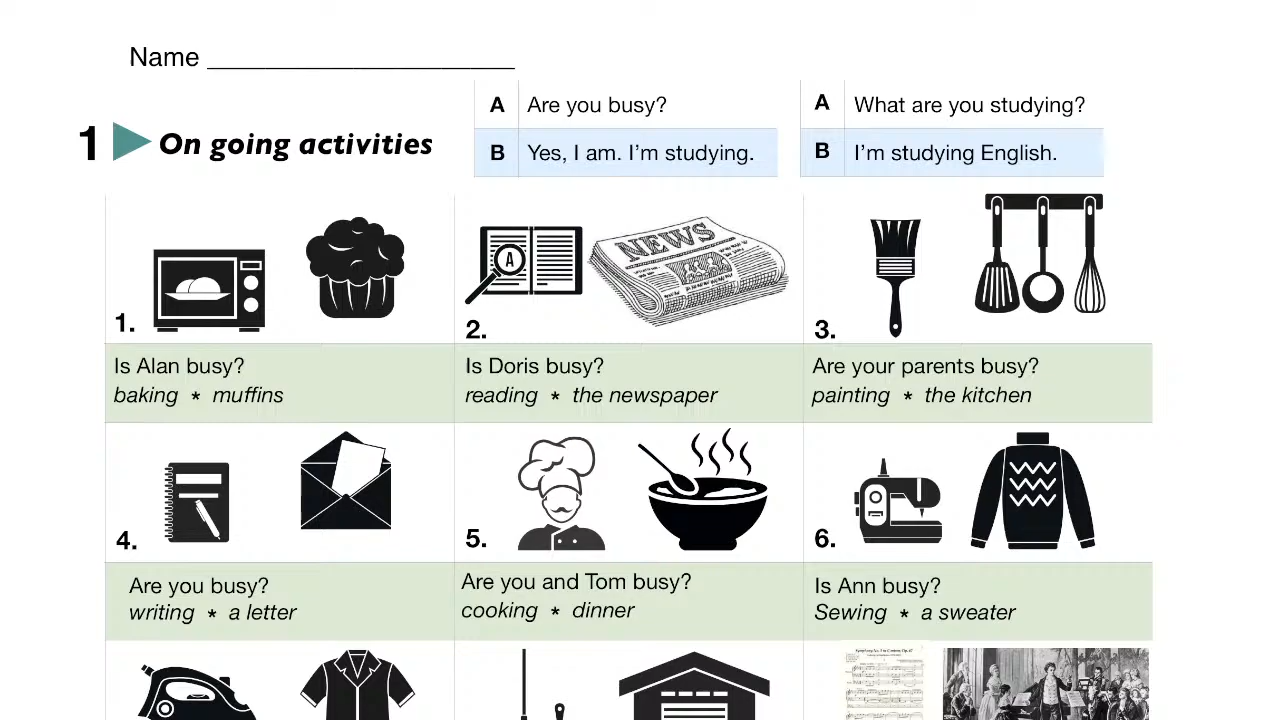 Name ______________________
A Are you busy?
B Yes, I am. I'm studying.
A What are you studying?
B I'm studying English.
1 On going activities
A
NEWS
1.
2.
3.
Is Alan busy?
baking * muffins
Is Doris busy?
reading * the newspaper
Are your parents busy?
painting * the kitchen
4.
5.
6.
Are you busy?
writing * a letter
Are you and Tom busy?
cooking * dinner
Is Ann busy?
Sewing * a sweater